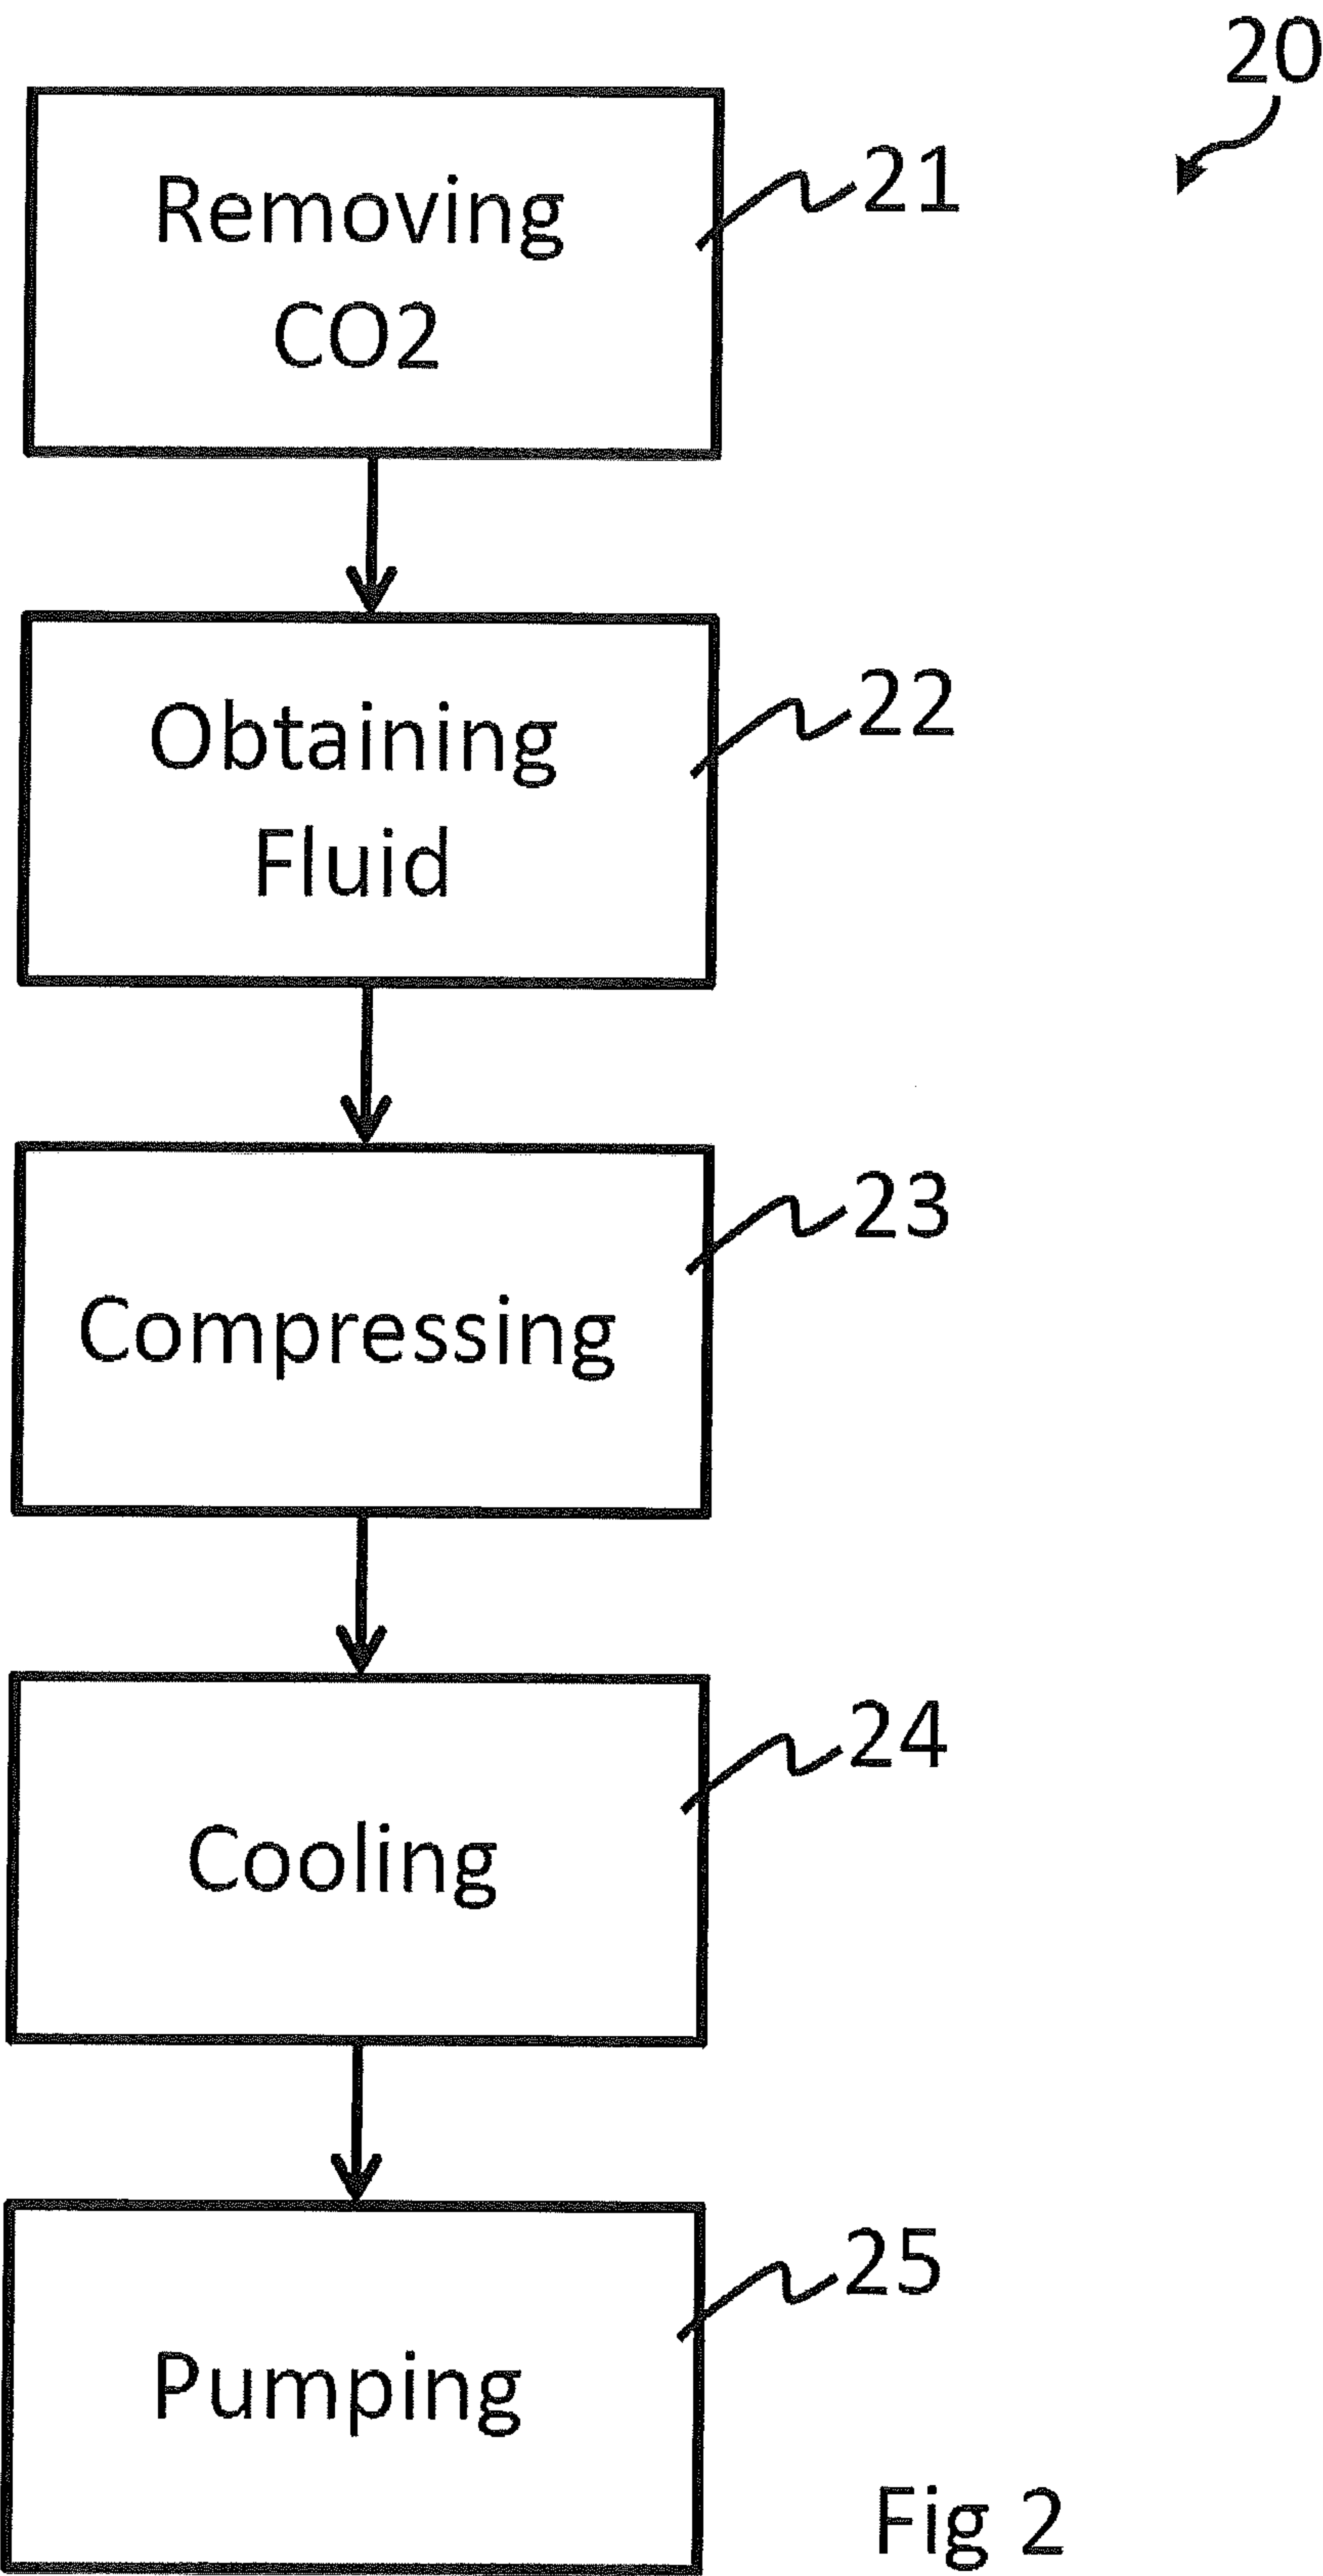 20
Removing
CO2
21
Obtaining
Fluid
22
Compressing
23
Cooling
24
Pumping
25
Fig 2